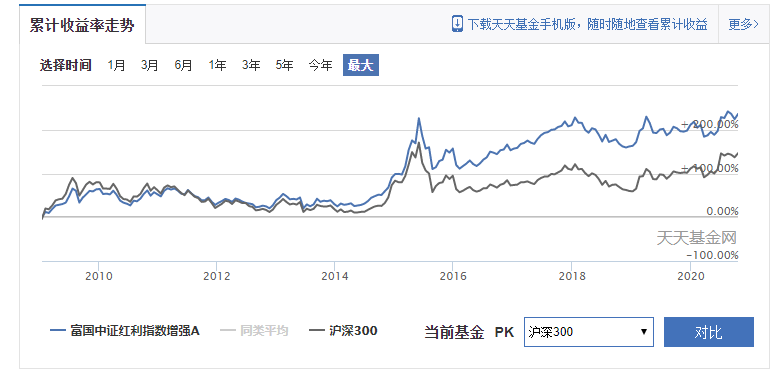 累计收益率走势
下载天天基金手机版，随时随地查看累计收益
更多>
选择时间 1月 3月 6月 1年 3年 5年 今年 最大
+200.00%
+100.00%
0.00%
天天基金网
-100.00%
2010 2012 2014 2016 2018 2020
富国中证红利指数增强A 同类平均 沪深300
当前基金 PK 沪深300 对比